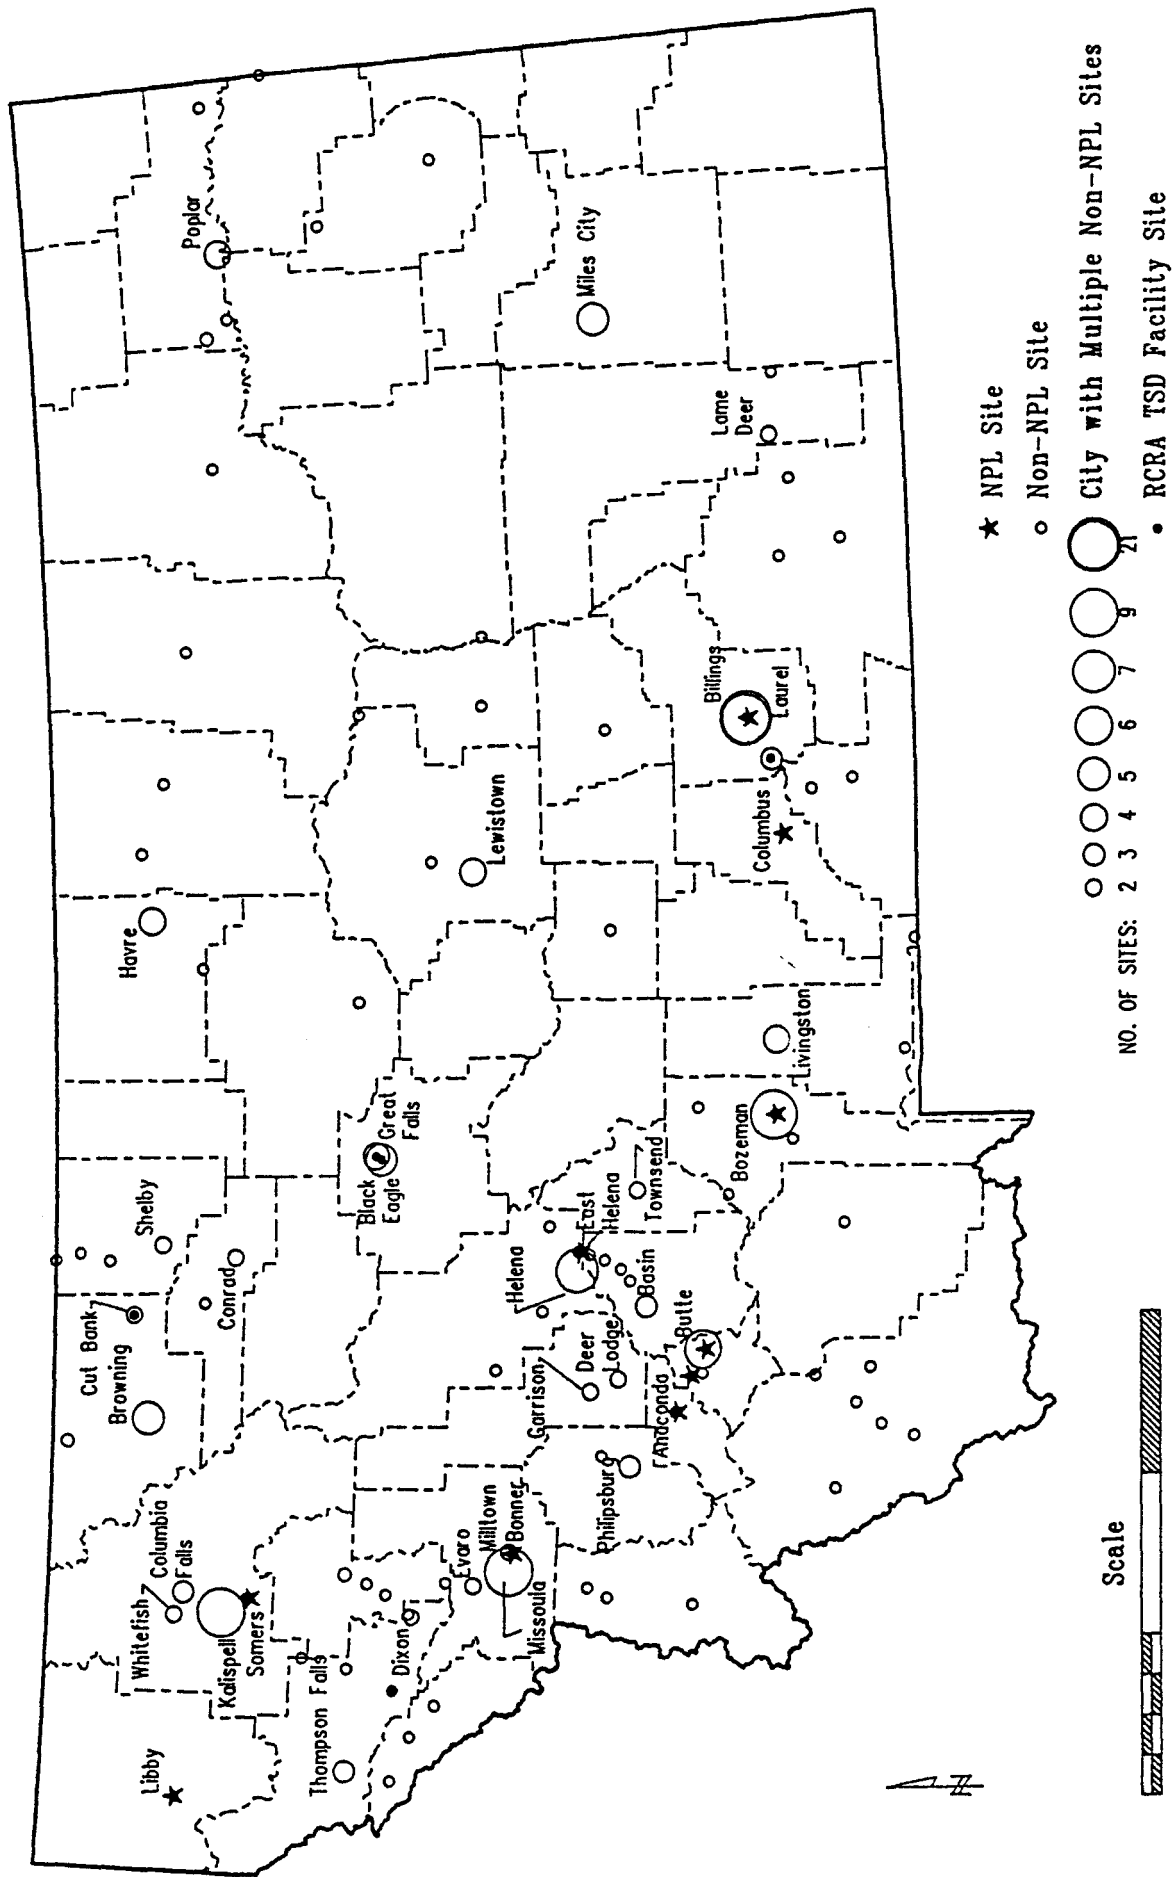 Libby
Whitefish
Columbia
Falls
Kalispell
Somers
Thompson Falls
Dixon
Evaro
Milltown
Bonner
Missoula
Cut Bank
Browning
Shelby
Conrad
Havre
Black
Eagle
Great
Falls
Helena
East
Helena
Townsend
Garrison
Deer
Lodge
Basin
Butte
Anaconda
Philipsburg
Bozeman
Livingston
Lewistown
Columbus
Billings
Laurel
Lame
Deer
Miles City
Poplar
★ NPL Site
○ Non-NPL Site
City with Multiple Non-NPL Sites
NO. OF SITES: 2 3 4 5 6 7 9 21
• RCRA TSD Facility Site
Scale
N